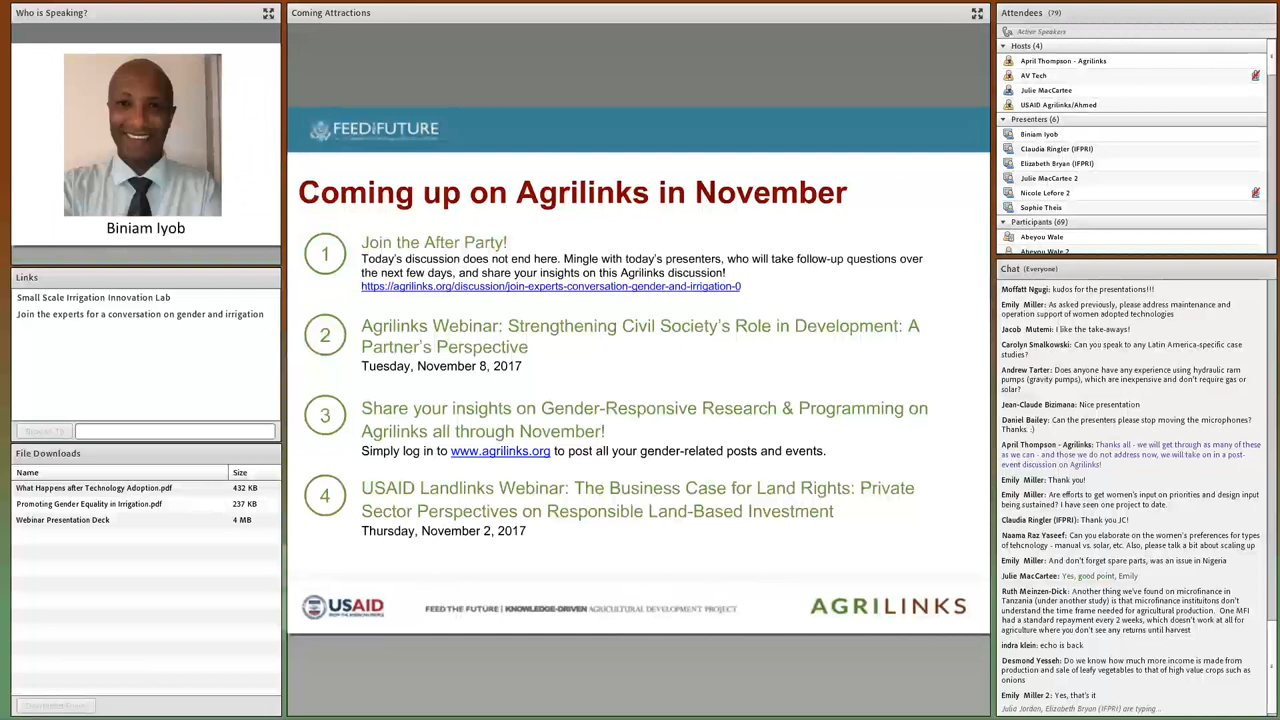 Who is Speaking?
Biniam Iyob
Links
Small Scale Irrigation Innovation Lab
Join the experts for a conversation on gender and irrigation
File Downloads
Name Size
What Happens after Technology Adoption.pdf 432 KB
Promoting Gender Equality in Irrigation.pdf 237 KB
Webinar Presentation Deck 4 MB
Coming Attractions
FEED THE FUTURE
Coming up on Agrilinks in November
1 Join the After Party!
Today's discussion does not end here. Mingle with today's presenters, who will take follow-up questions over
the next few days, and share your insights on this Agrilinks discussion!
https://agrilinks.org/discussion/join-experts-conversation-gender-and-irrigation-0
2 Agrilinks Webinar: Strengthening Civil Society's Role in Development: A
Partner's Perspective
Tuesday, November 8, 2017
3 Share your insights on Gender-Responsive Research & Programming on
Agrilinks all through November!
Simply log in to www.agrilinks.org to post all your gender-related posts and events.
4 USAID Landlinks Webinar: The Business Case for Land Rights: Private
Sector Perspectives on Responsible Land-Based Investment
Thursday, November 2, 2017
USAID
FROM THE AMERICAN PEOPLE
FEED THE FUTURE | KNOWLEDGE-DRIVEN AGRICULTURAL DEVELOPMENT PROJECT
AGRILINKS
Attendees (79)
Active Speakers
Hosts (4)
April Thompson - Agrilinks
AV Tech
Julie MacCartee
USAID Agrilinks/Ahmed
Presenters (6)
Biniam Iyob
Claudia Ringler (IFPRI)
Elizabeth Bryan (IFPRI)
Julie MacCartee 2
Nicole Lefore 2
Sophie Theis
Participants (69)
Abeyou Wale
Abeyou Wale 2
Chat (Everyone)
Moffatt Ngugi: kudos for the presentations!!!
Emily Miller: As asked previously, please address maintenance and
operation support of women adopted technologies
Jacob Mutemi: I like the take-aways!
Carolyn Smalkowski: Can you speak to any Latin America-specific case
studies?
Andrew Tarter: Does anyone have any experience using hydraulic ram
pumps (gravity pumps), which are inexpensive and don't require gas or
solar?
Jean-Claude Bizimana: Nice presentation
Daniel Bailey: Can the presenters please stop moving the microphones?
Thanks. :)
April Thompson - Agrilinks: Thanks all - we will get through as many of these
as we can - and those we do not address now, we will take on in a post-
event discussion on Agrilinks!
Emily Miller: Thank you!
Emily Miller: Are efforts to get women's input on priorities and design input
being sustained? I have seen one project to date.
Claudia Ringler (IFPRI): Thank you JC!
Naama Raz Yaseef: Can you elaborate on the women's preferences for types
of tehcnology - manual vs. solar, etc. Also, please talk a bit about scaling up
Emily Miller: And don't forget spare parts, was an issue in Nigeria
Julie MacCartee: Yes, good point, Emily
Ruth Meinzen-Dick: Another thing we've found on microfinance in
Tanzania (under another study) is that microfinance institutons don't
understand the time frame needed for agricultural production. One MFI
had a standard repayment every 2 weeks, which doesn't work at all for
agriculture where you don't see any returns until harvest
indra klein: echo is back
Desmond Yesseh: Do we know how much more income is made from
production and sale of leafy vegetables to that of high value crops such as
onions
Emily Miller 2: Yes, that's it
Julia Jordan, Elizabeth Bryan (IFPRI) are typing...